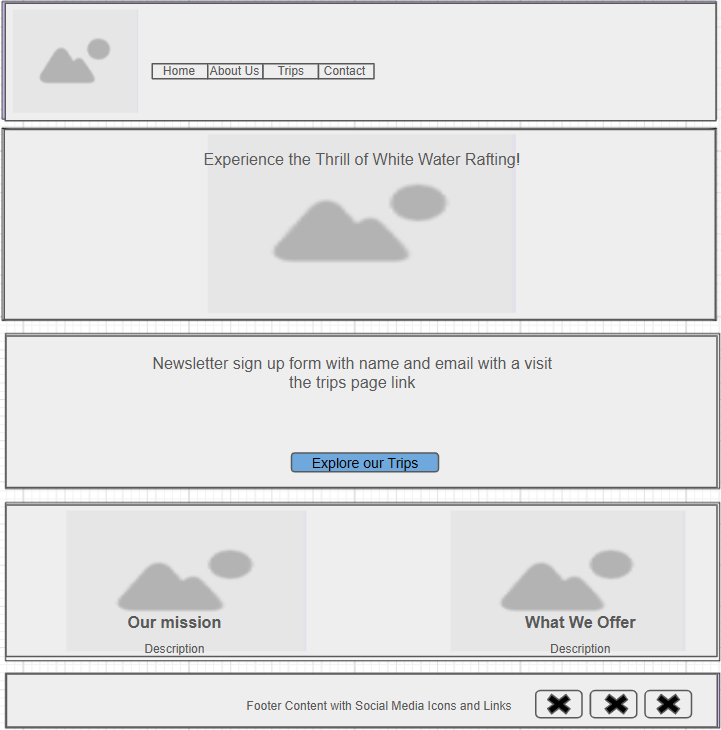 Home About Us Trips Contact
Experience the Thrill of White Water Rafting!
Newsletter sign up form with name and email with a visit
the trips page link
Explore our Trips
Our mission
Description
What We Offer
Description
Footer Content with Social Media Icons and Links